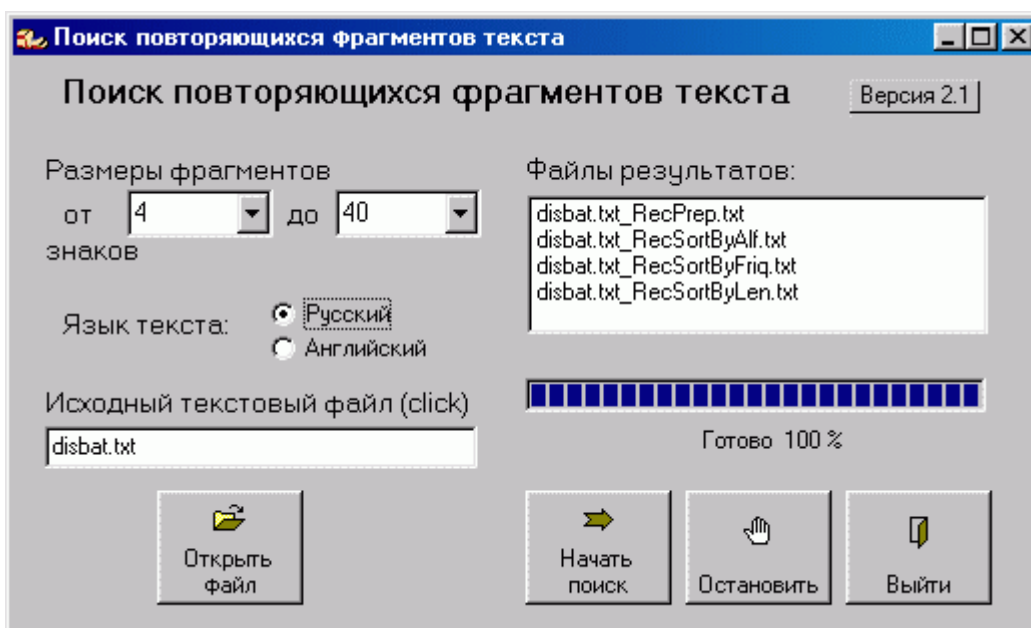 Поиск повторяющихся фрагментов текста
Поиск повторяющихся фрагментов текста
Версия 2.1
Размеры фрагментов
от 4 до 40
знаков
Язык текста:
Русский
Английский
Исходный текстовый файл (click)
disbat.txt
Открыть
файл
Файлы результатов:
disbat.txt_RecPrep.txt
disbat.txt_RecSortByAlf.txt
disbat.txt_RecSortByFriq.txt
disbat.txt_RecSortByLen.txt
Готово 100 %
Начать
поиск
Остановить
Выйти